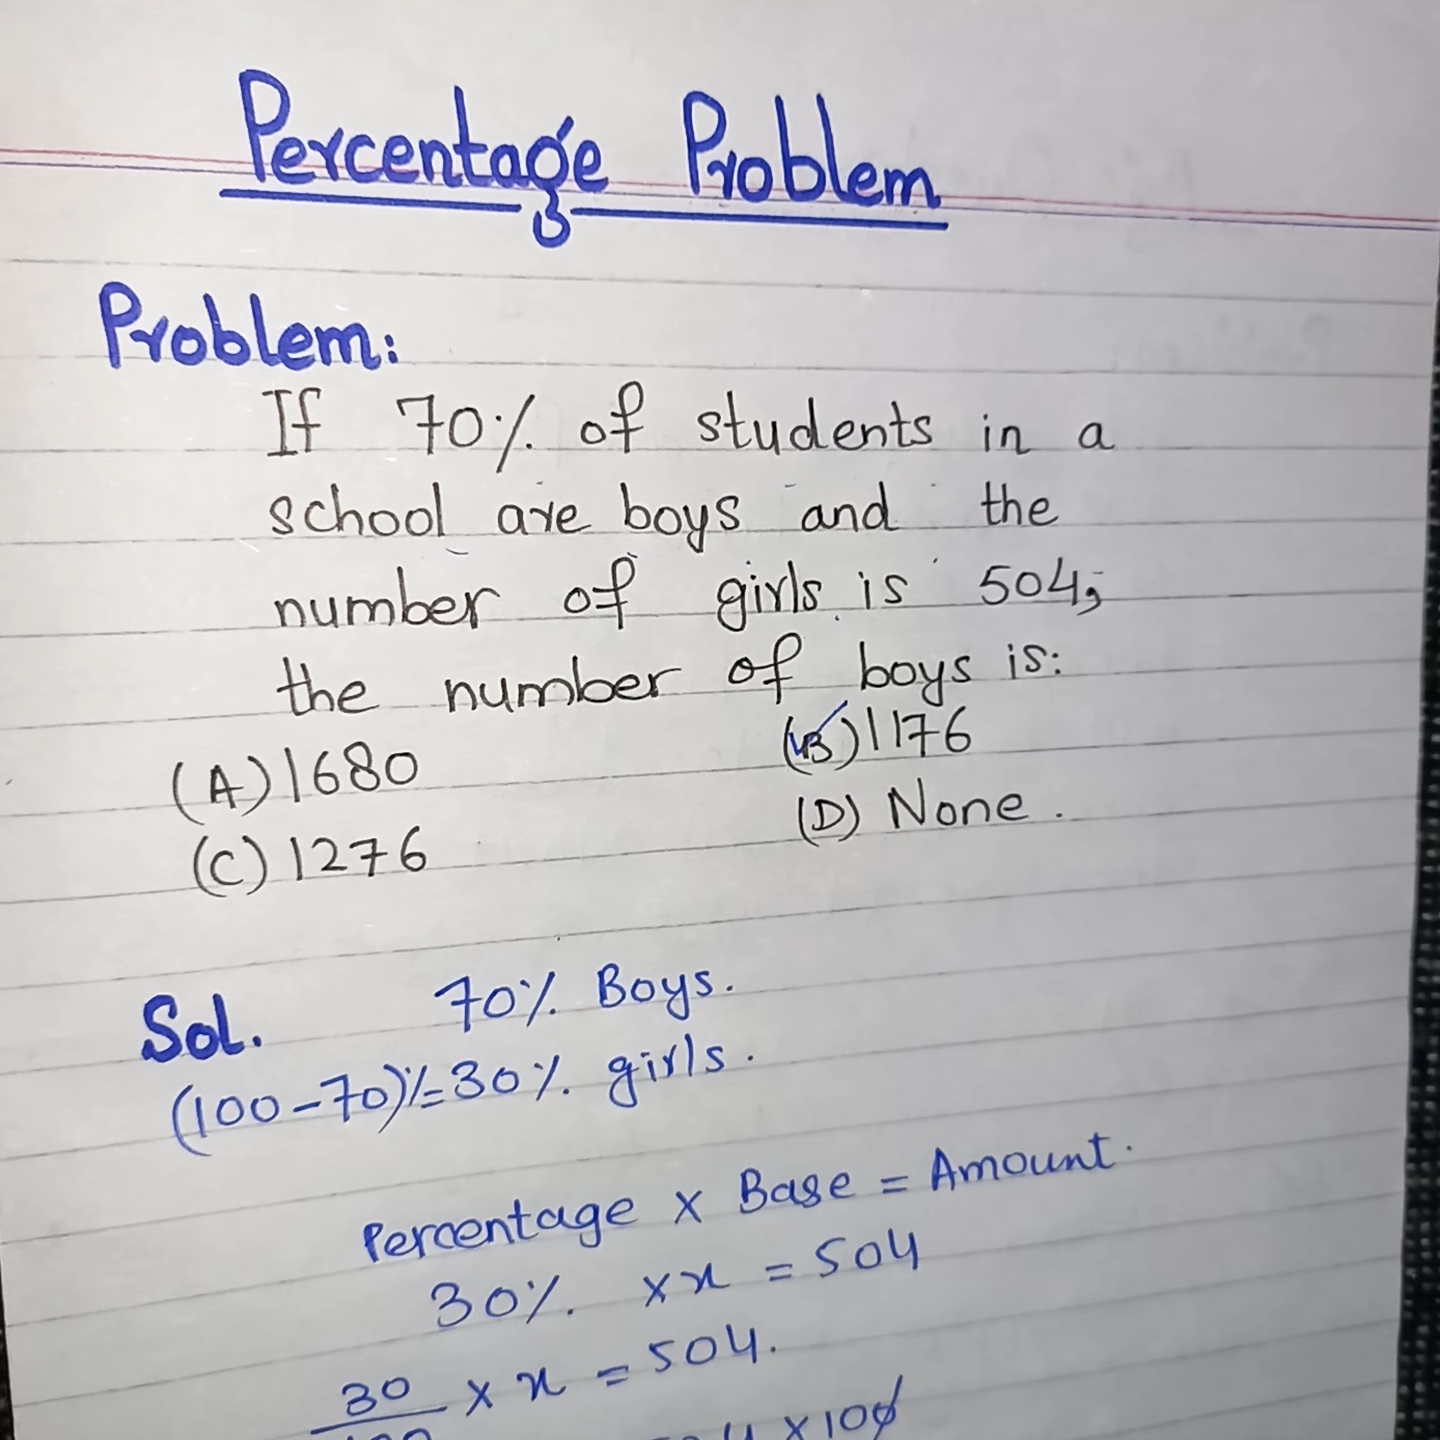 Percentage Problem
Problem:
If 70% of students in a
school are boys and the
number of girls is 504,
the number of boys is:
(A) 1680 (B) 1176
(C) 1276 (D) None.
Sol. 70% Boys.
(100-70)%=30% girls.
Percentage × Base = Amount.
30% × x = 504
30 × x = 504.
× 100